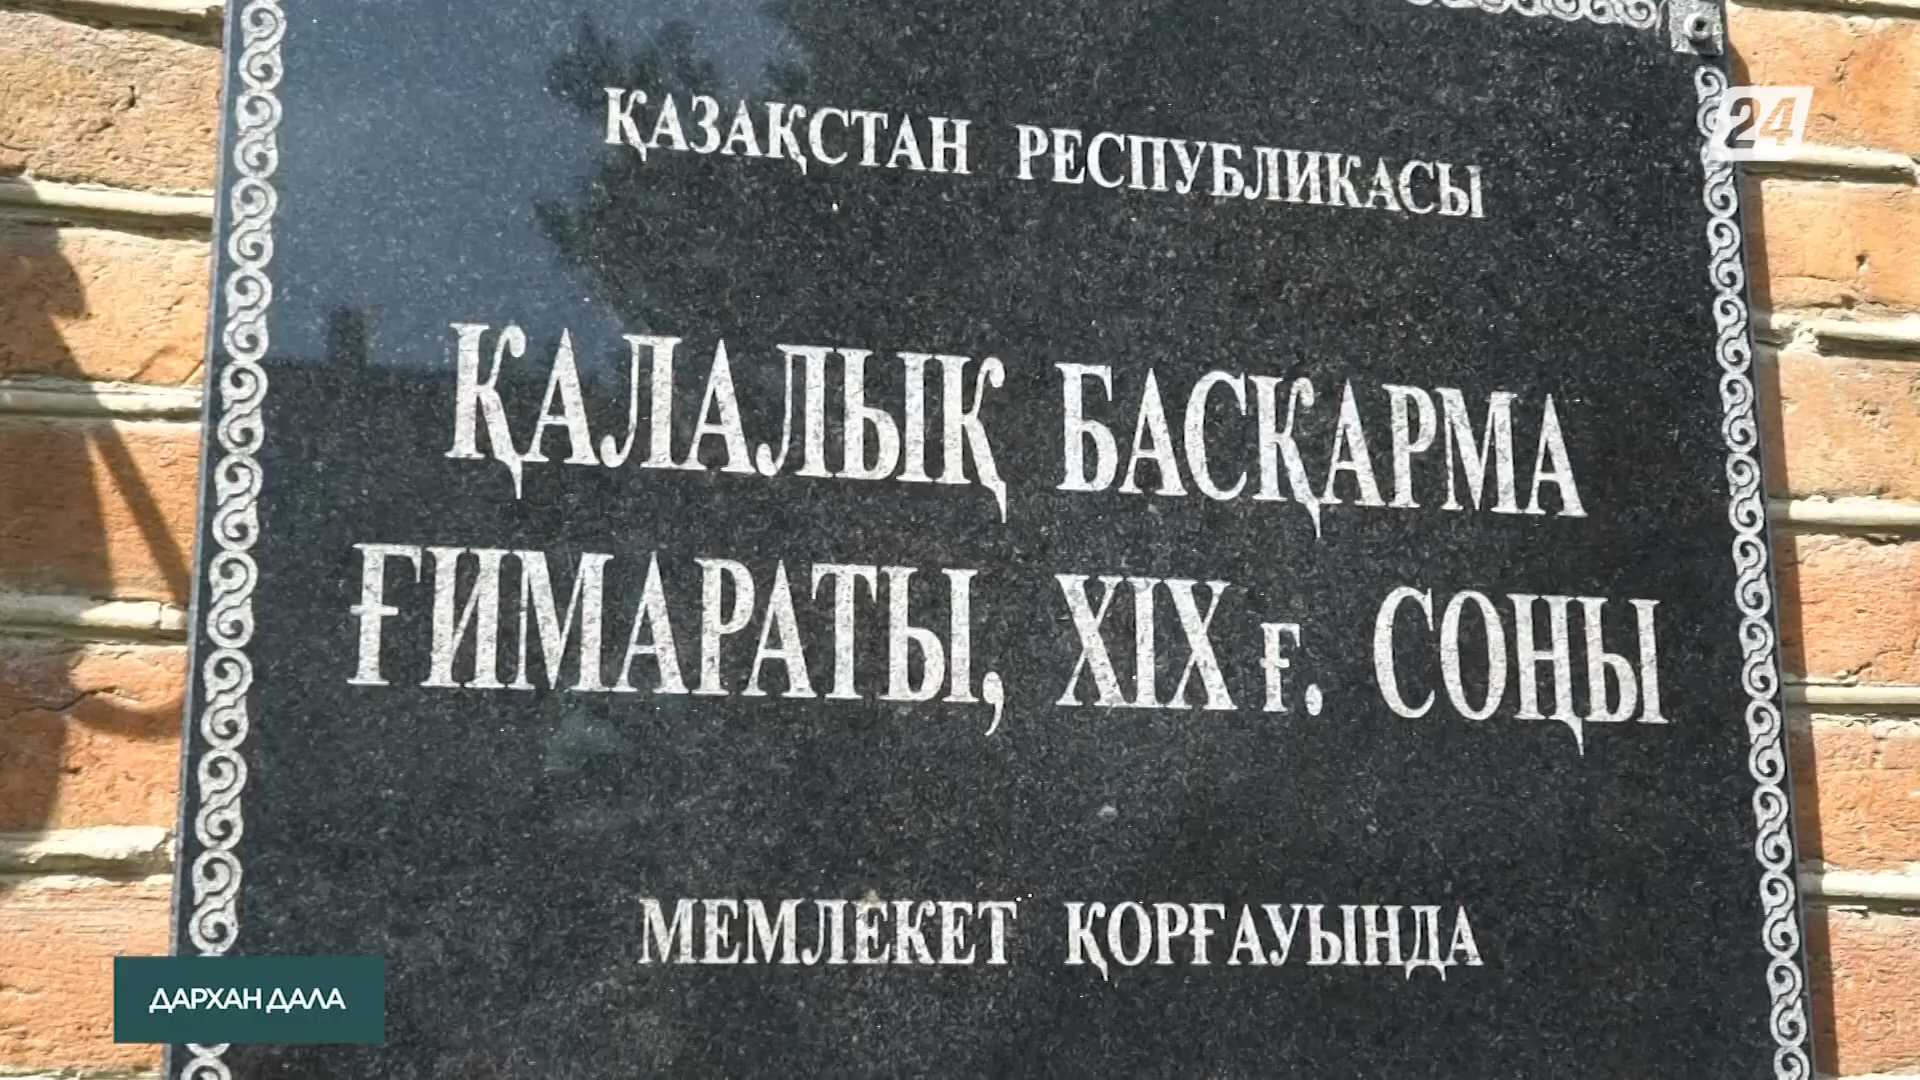 ҚАЗАҚСТАН РЕСПУБЛИКАСЫ
24
ҚАЛАЛЫҚ БАСҚАРМА
ҒИМАРАТЫ, XIX ғ. СОҢЫ
МЕМЛЕКЕТ ҚОРҒАУЫНДА
ДАРХАН ДАЛА